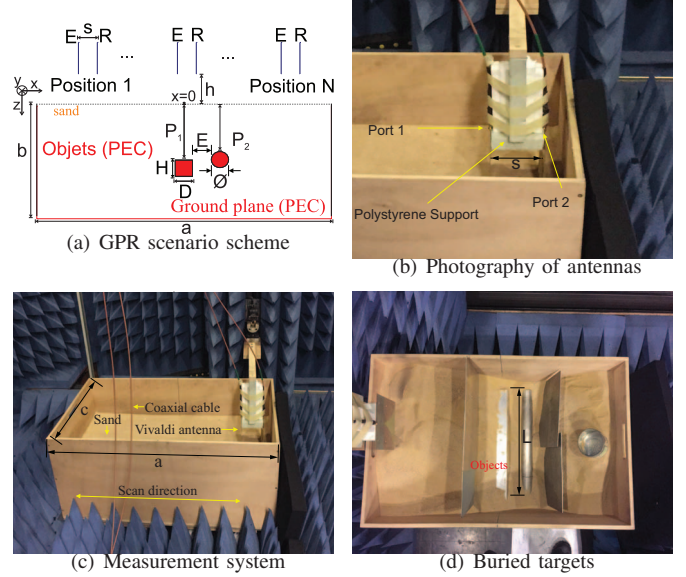 E S R ... E R ... E R
Position 1
Position N
h
y
x
z
x=0
sand
b
P1
E
P2
Objets (PEC)
H
D
Ø
Ground plane (PEC)
a
(a) GPR scenario scheme
Port 1
S
Port 2
Polystyrene Support
(b) Photography of antennas
c
Coaxial cable
Sand
Vivaldi antenna
a
Scan direction
(c) Measurement system
L
Objects
(d) Buried targets